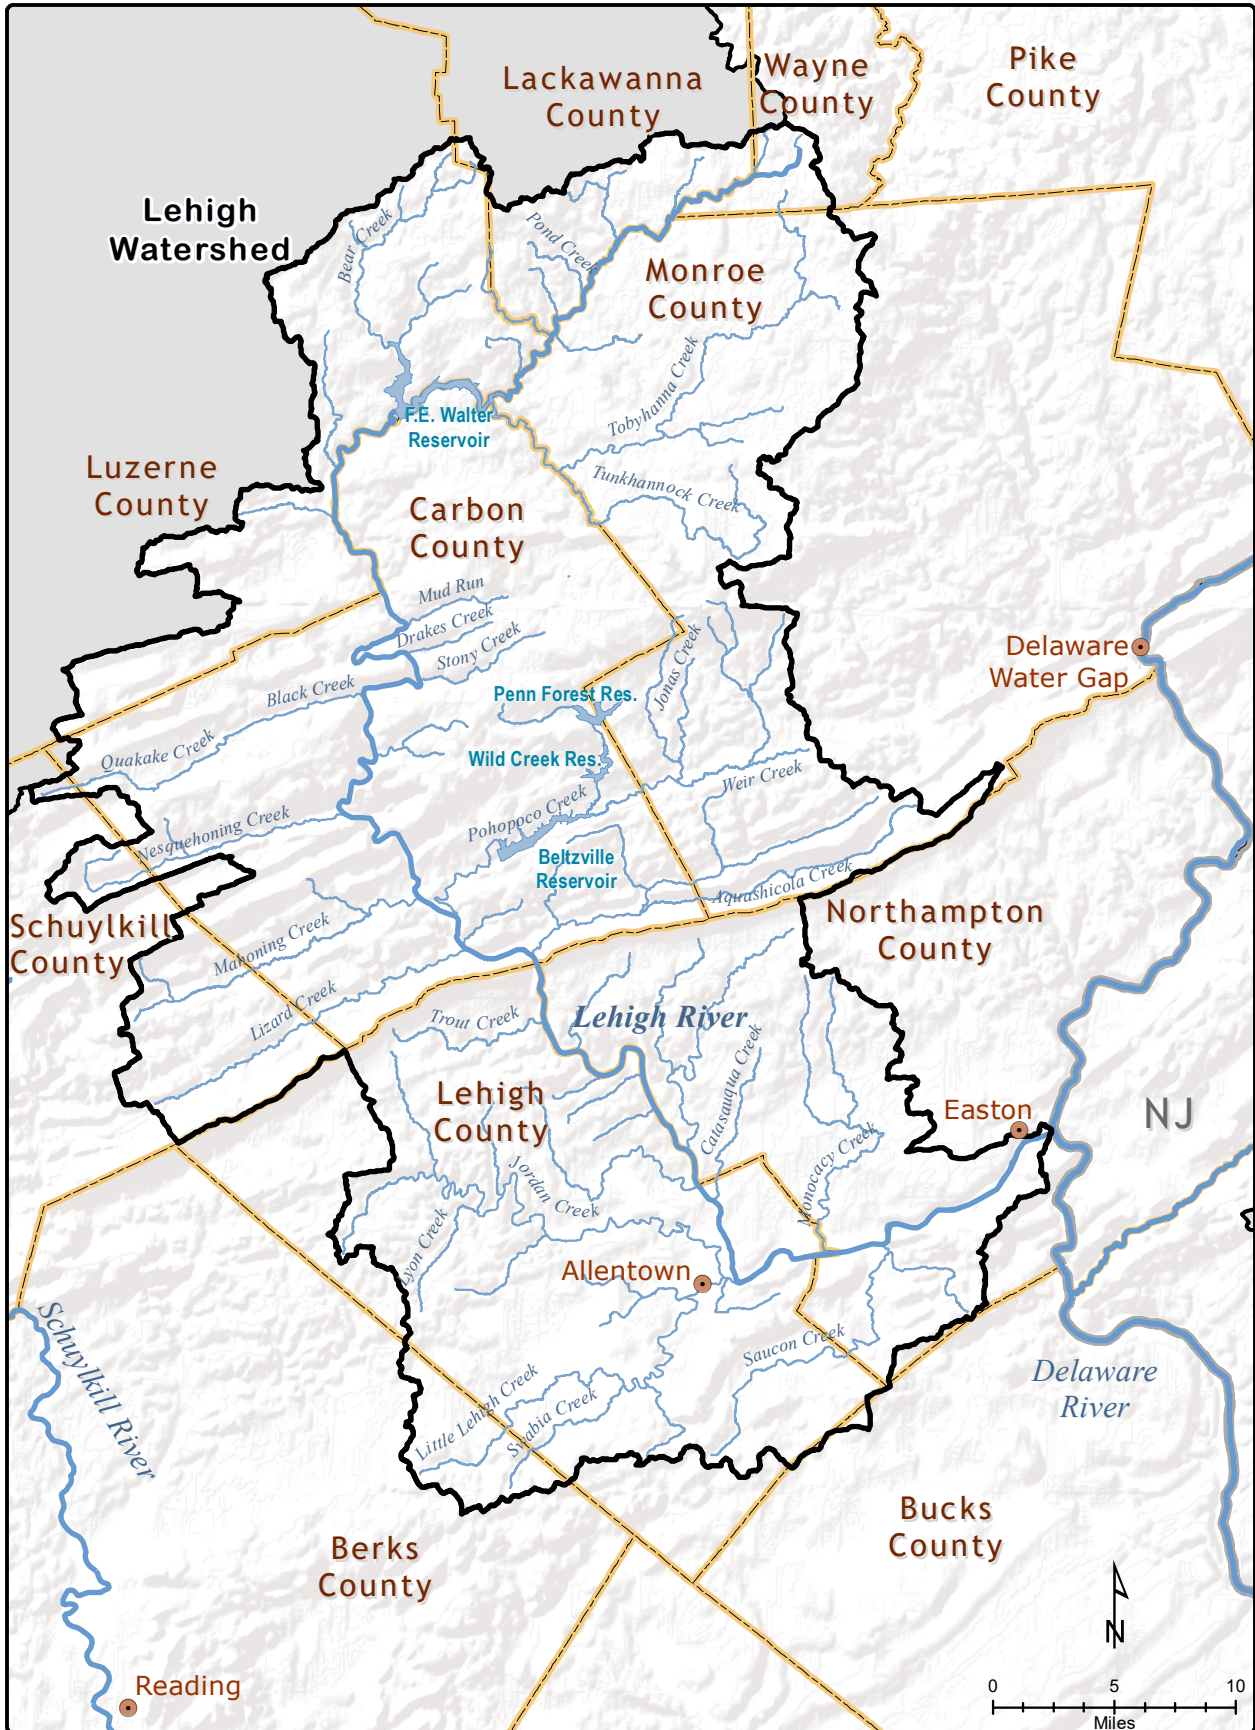 Lackawanna
County
Wayne
County
Pike
County
Lehigh
Watershed
Bear Creek
Pond Creek
Monroe
County
Tobyhanna Creek
F.E. Walter
Reservoir
Luzerne
County
Tunkhannock Creek
Carbon
County
Mud Run
Drakes Creek
Stony Creek
Jonas Creek
Delaware
Water Gap
Black Creek
Penn Forest Res.
Quakake Creek
Wild Creek Res.
Weir Creek
Pohopoco Creek
Nesquehoning Creek
Beltzville
Reservoir
Aquashicola Creek
Schuylkill
County
Mahoning Creek
Northampton
County
Lizard Creek
Trout Creek
Lehigh River
Catasauqua Creek
Lehigh
County
Easton
NJ
Monocacy Creek
Jordan Creek
Lyon Creek
Allentown
Schuylkill River
Saucon Creek
Delaware
River
Little Lehigh Creek
Swabia Creek
Bucks
County
Berks
County
N
Reading
0 5 10
Miles